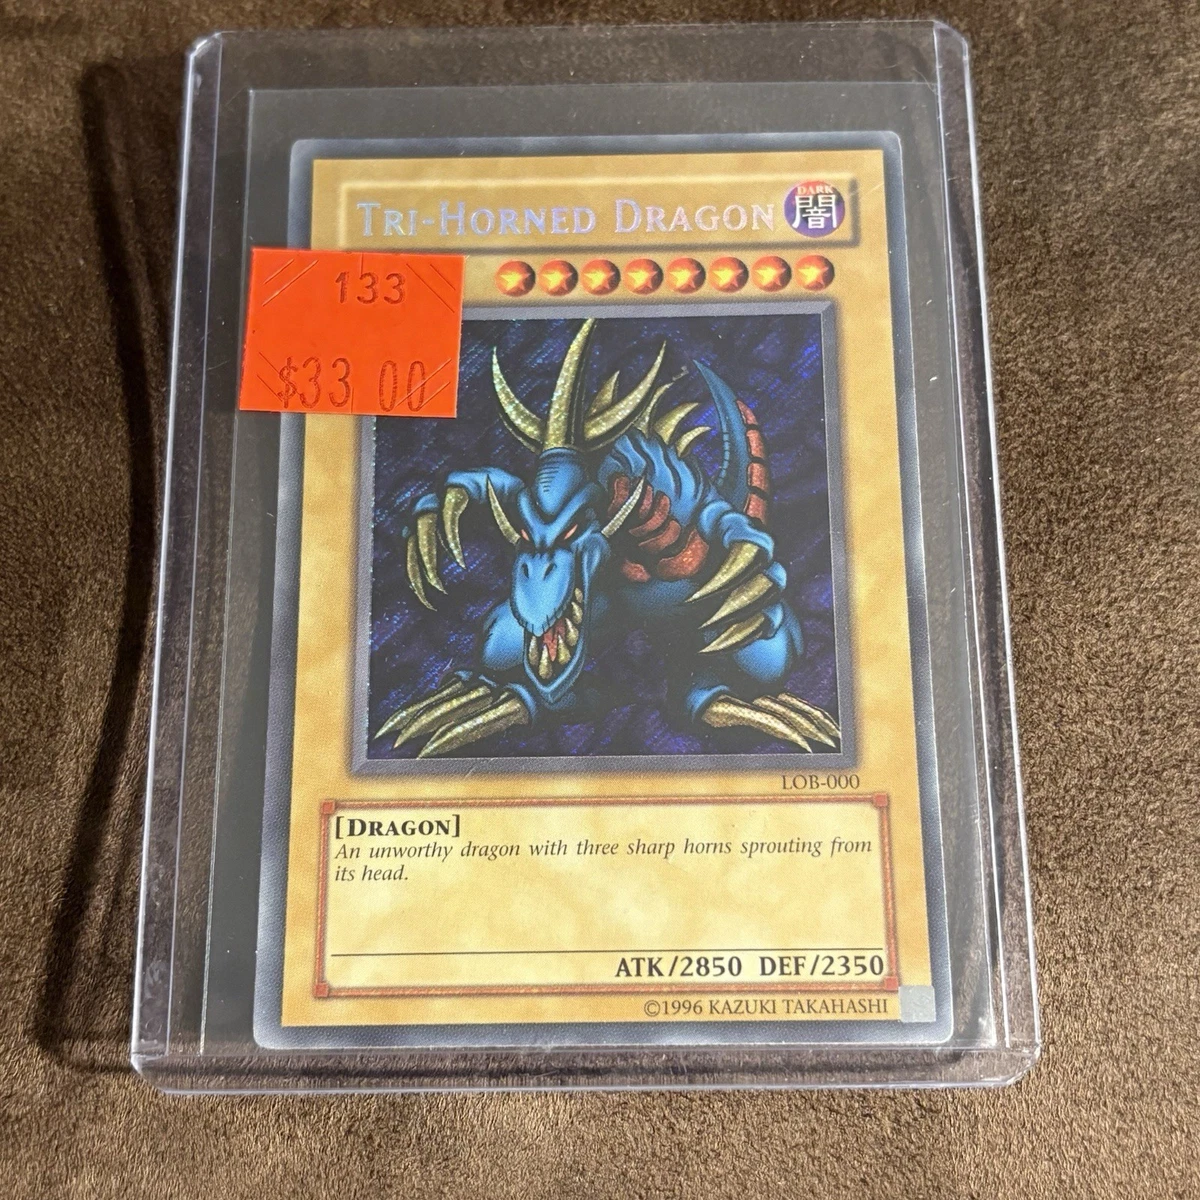 TRI-HORNED DRAGON
DARK
闇
133
$33 00
LOB-000
[DRAGON]
An unworthy dragon with three sharp horns sprouting from
its head.
ATK/2850 DEF/2350
©1996 KAZUKI TAKAHASHI